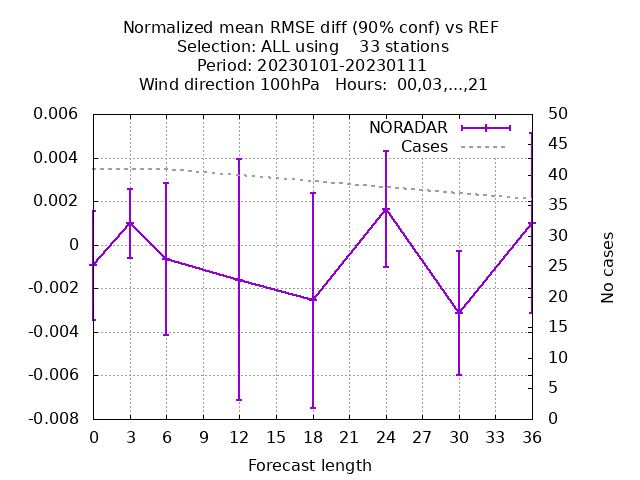 Normalized mean RMSE diff (90% conf) vs REF
Selection: ALL using    33 stations
Period: 20230101-20230111
Wind direction 100hPa   Hours:  00,03,...,21
NORADAR
Cases
0.006
0.004
0.002
0
-0.002
-0.004
-0.006
-0.008
50
45
40
35
30
25
20
15
10
5
0
No cases
0 3 6 9 12 15 18 21 24 27 30 33 36
Forecast length